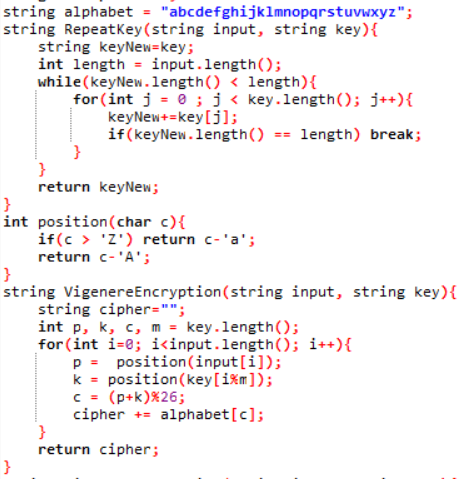 string alphabet = "abcdefghijklmnopqrstuvwxyz";
string RepeatKey(string input, string key){
    string keyNew=key;
    int length = input.length();
    while(keyNew.length() < length){
        for(int j = 0 ; j < key.length(); j++){
            keyNew+=key[j];
            if(keyNew.length() == length) break;
        }
    }
    return keyNew;
}
int position(char c){
    if(c > 'Z') return c-'a';
    return c-'A';
}
string VigenereEncryption(string input, string key){
    string cipher="";
    int p, k, c, m = key.length();
    for(int i=0; i<input.length(); i++){
        p =  position(input[i]);
        k = position(key[i%m]);
        c = (p+k)%26;
        cipher += alphabet[c];
    }
    return cipher;
}